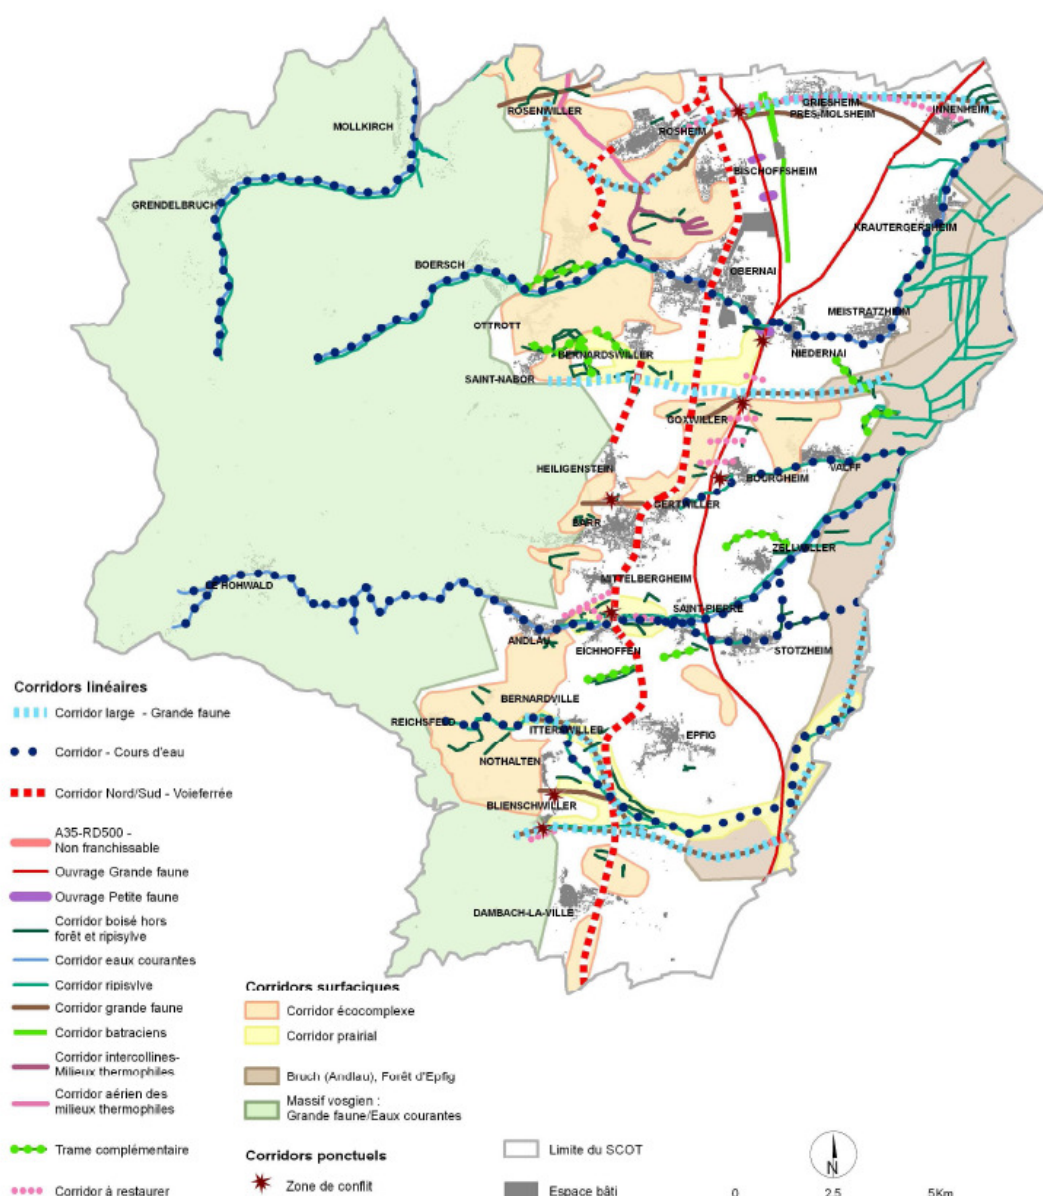 ROSENWILLER
GRIESHEIM
PRÈS-MOLSHEIM
INNENHEIM
MOLLKIRCH
ROSHEIM
BISCHOFFSHEIM
GRENDELBRUCH
KRAUTERGERSHEIM
BOERSCH
OBERNAI
MEISTRATZHEIM
OTTROTT
BERNARDSWILLER
NIEDERNAI
SAINT-NABOR
GOXWILLER
HEILIGENSTEIN
VALFF
BOURGHEIM
GERTWILLER
BARR
ZELLWILLER
MITTELBERGHEIM
LE HOHWALD
SAINT-PIERRE
ANDLAU
EICHHOFFEN
STOTZHEIM
BERNARDVILLE
REICHSFELD
ITTERSWILLER
EPFIG
NOTHALTEN
BLIENSCHWILLER
DAMBACH-LA-VILLE
Corridors linéaires
Corridor large - Grande faune
Corridor - Cours d'eau
Corridor Nord/Sud - Voieferrée
A35-RD500 -
Non franchissable
Ouvrage Grande faune
Ouvrage Petite faune
Corridor boisé hors
forêt et ripisylve
Corridor eaux courantes
Corridor ripisylve
Corridor grande faune
Corridor batraciens
Corridor intercollines-
Milieux thermophiles
Corridor aérien des
milieux thermophiles
Trame complémentaire
Corridor à restaurer
Corridors surfaciques
Corridor écocomplexe
Corridor prairial
Bruch (Andlau), Forêt d'Epfig
Massif vosgien :
Grande faune/Eaux courantes
Corridors ponctuels
Zone de conflit
Limite du SCOT
Espace bâti
N
0 2.5 5Km